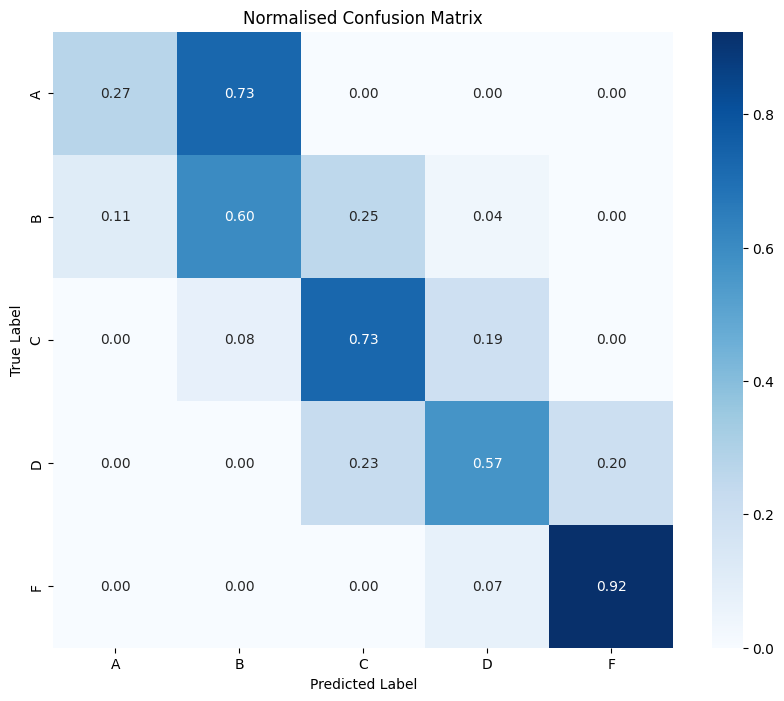 Normalised Confusion Matrix
True Label
A 0.27 0.73 0.00 0.00 0.00
B 0.11 0.60 0.25 0.04 0.00
C 0.00 0.08 0.73 0.19 0.00
D 0.00 0.00 0.23 0.57 0.20
F 0.00 0.00 0.00 0.07 0.92
A B C D F
Predicted Label
0.8
0.6
0.4
0.2
0.0